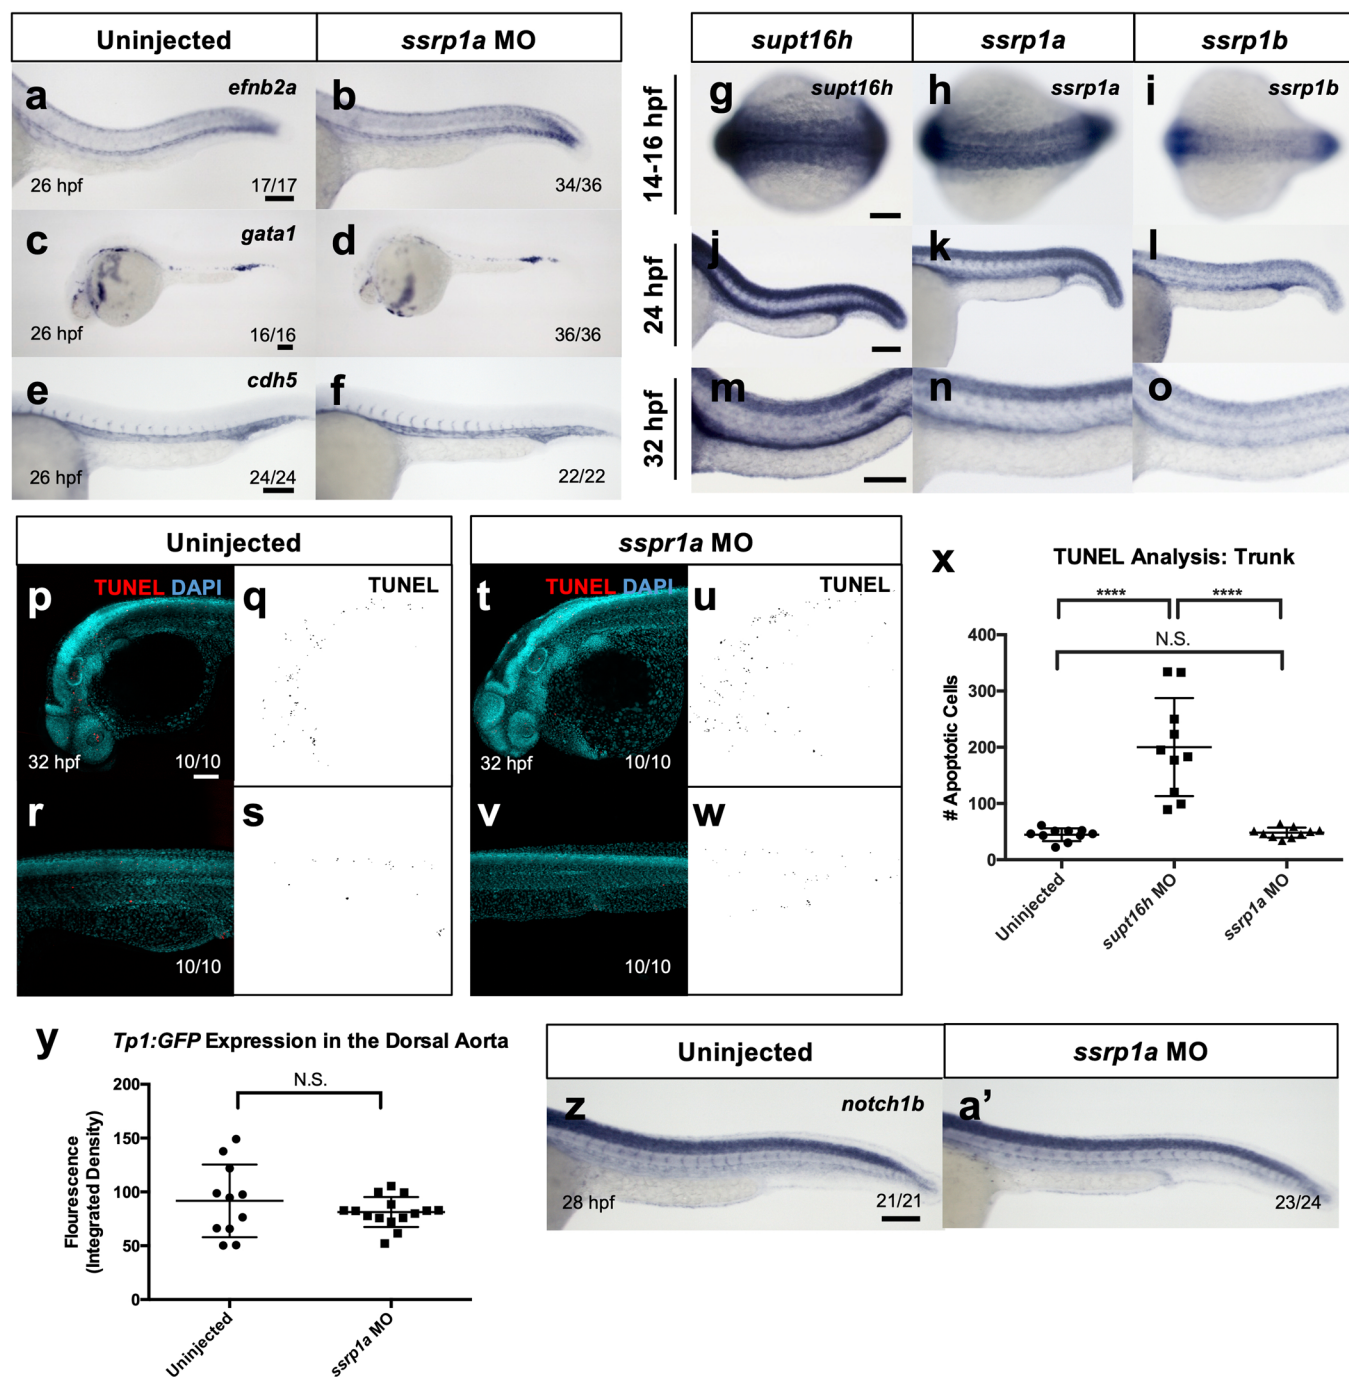 Uninjected
ssrp1a MO
a
efnb2a
26 hpf
17/17
b
34/36
c
gata1
26 hpf
16/16
d
36/36
e
cdh5
26 hpf
24/24
f
22/22
supt16h
ssrp1a
ssrp1b
14-16 hpf
g
supt16h
h
ssrp1a
i
ssrp1b
24 hpf
j
k
l
32 hpf
m
n
o
Uninjected
sspr1a MO
p
TUNEL DAPI
32 hpf
10/10
q
TUNEL
r
10/10
s
t
TUNEL DAPI
32 hpf
10/10
u
TUNEL
v
10/10
w
x
TUNEL Analysis: Trunk
****
****
N.S.
# Apoptotic Cells
400
300
200
100
0
Uninjected
supt16h MO
ssrp1a MO
y
Tp1:GFP Expression in the Dorsal Aorta
N.S.
Flourescence
(Integrated Density)
200
150
100
50
0
Uninjected
ssrp1a MO
Uninjected
ssrp1a MO
z
notch1b
28 hpf
21/21
a’
23/24